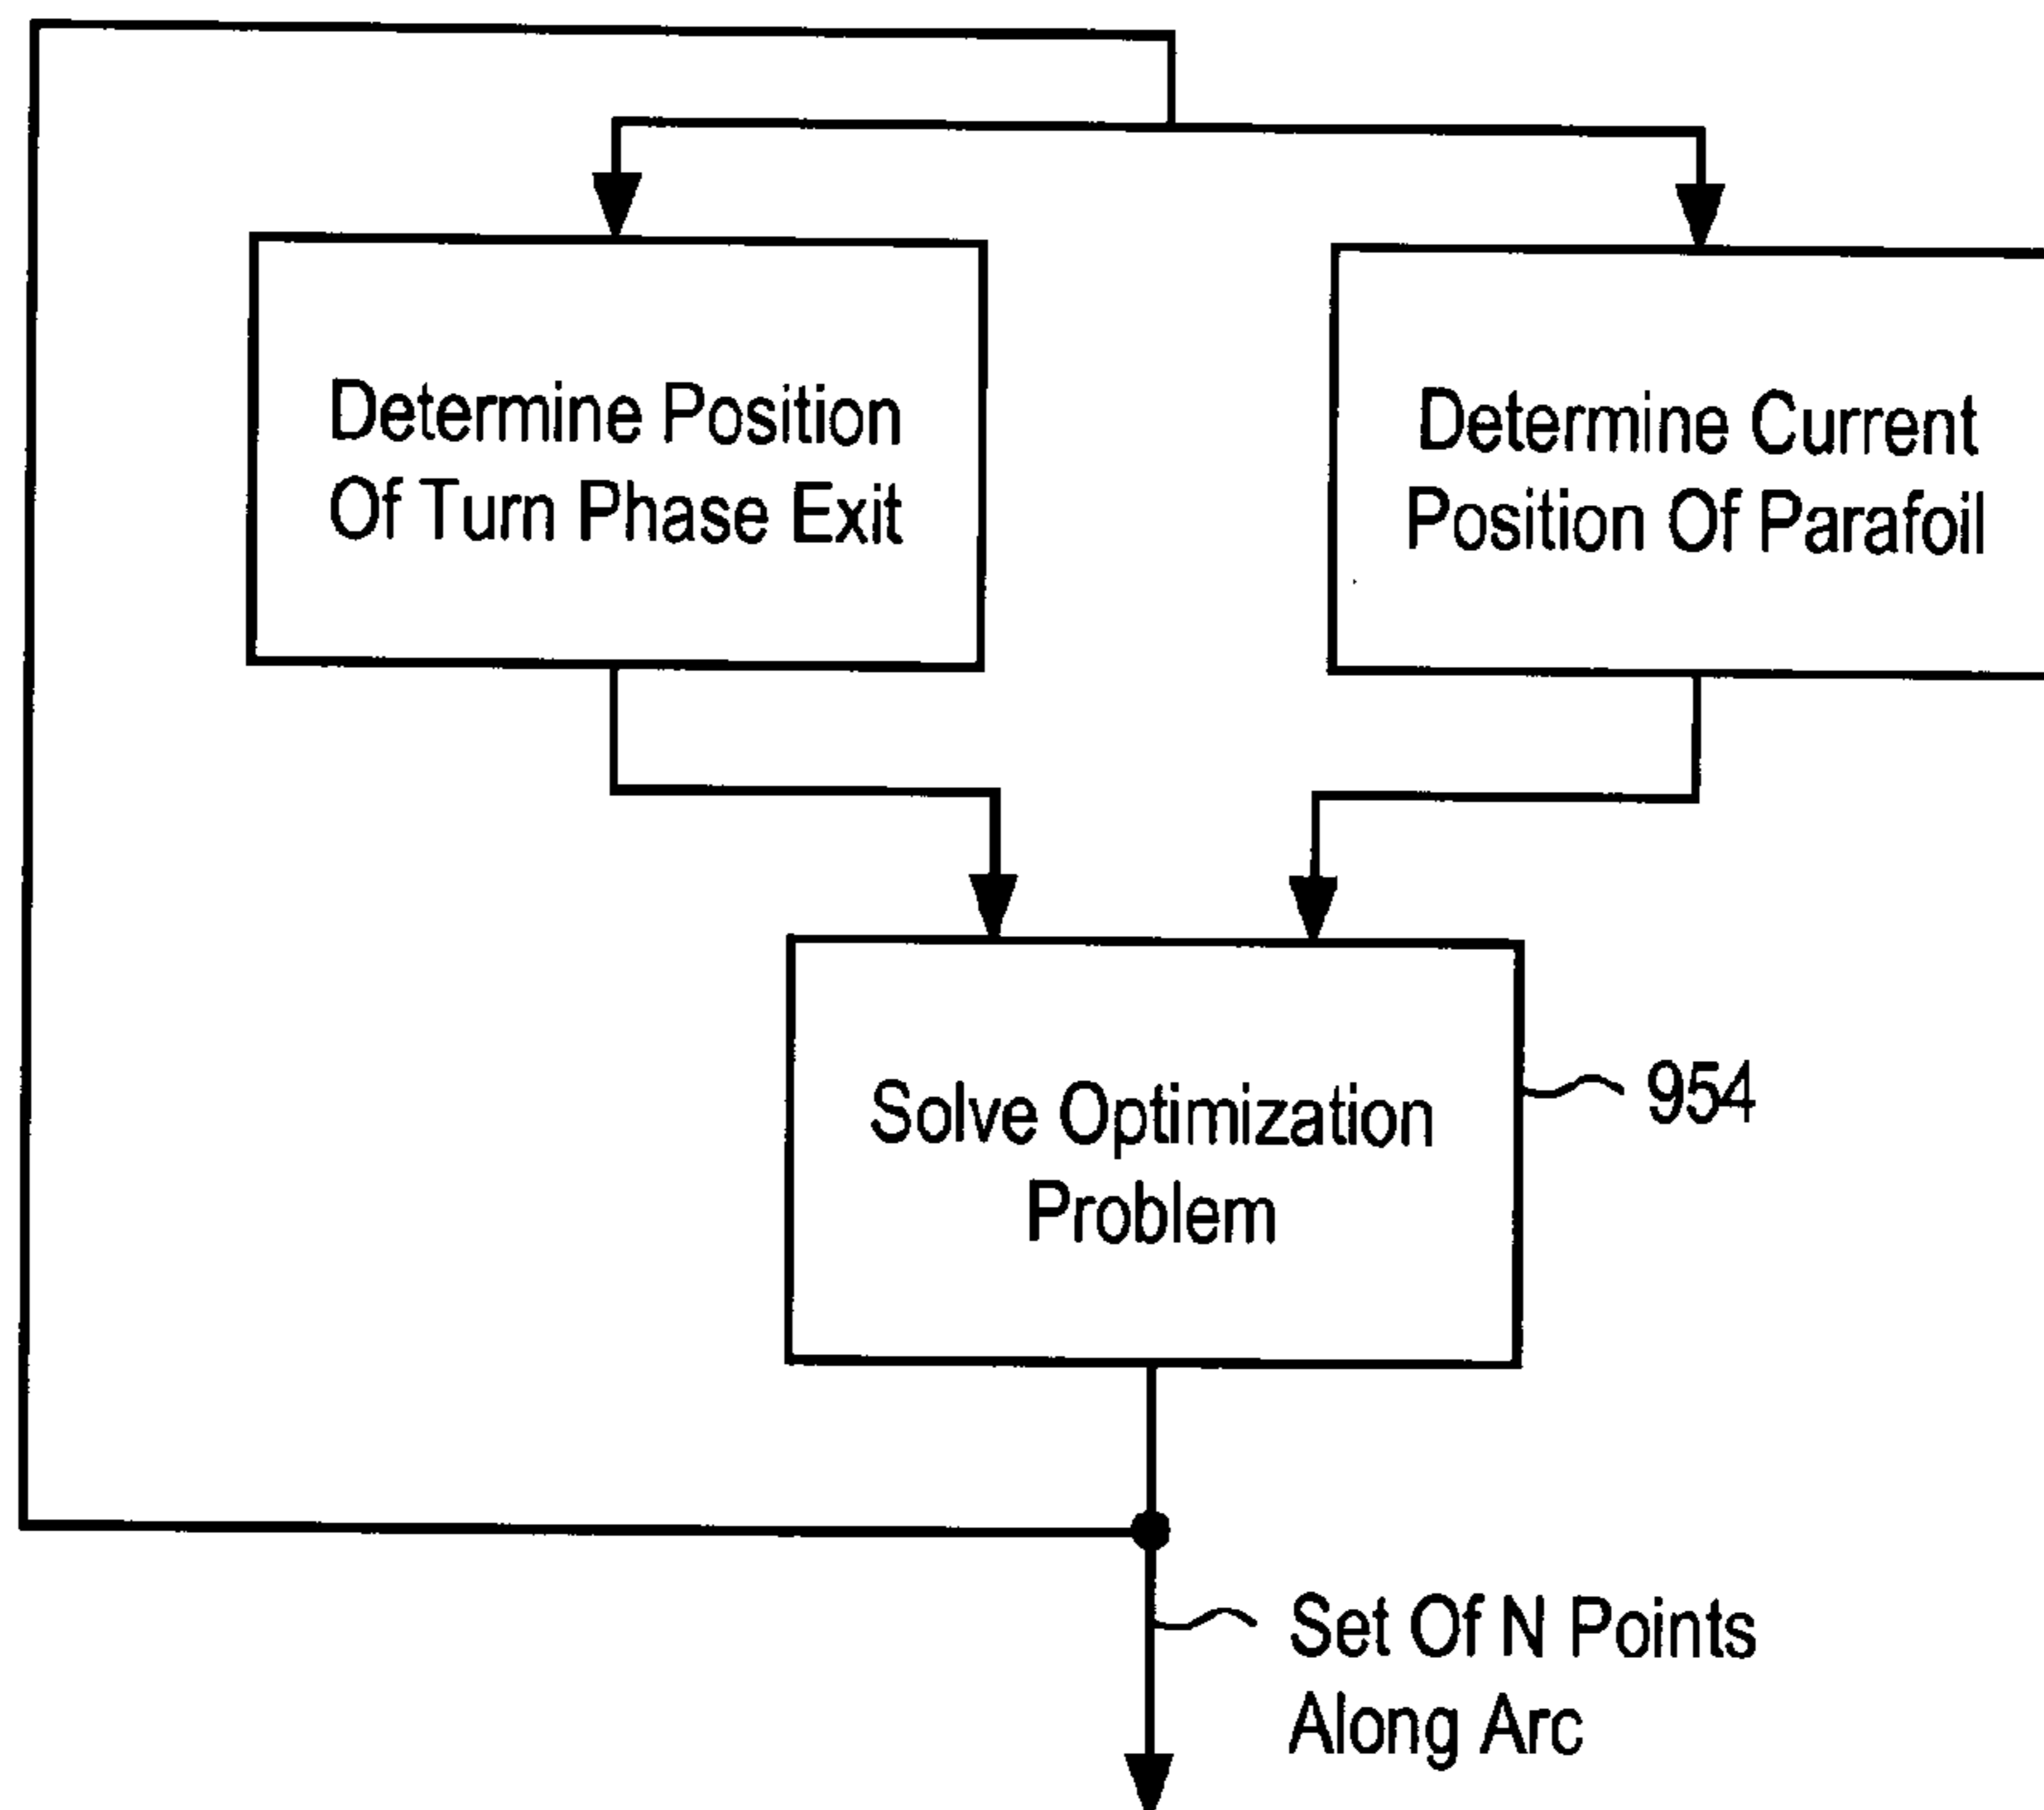 Determine Position
Of Turn Phase Exit
Determine Current
Position Of Parafoil
Solve Optimization
Problem
954
Set Of N Points
Along Arc